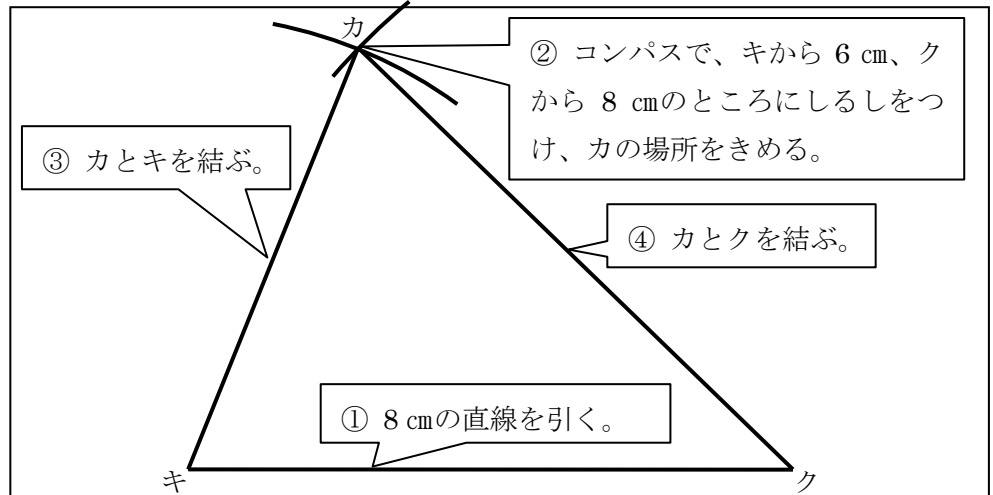 カ
② コンパスで、キから 6 ㎝、ク
から 8 ㎝のところにしるしをつ
け、カの場所をきめる。
③ カとキを結ぶ。
④ カとクを結ぶ。
① 8 ㎝の直線を引く。
キ
ク